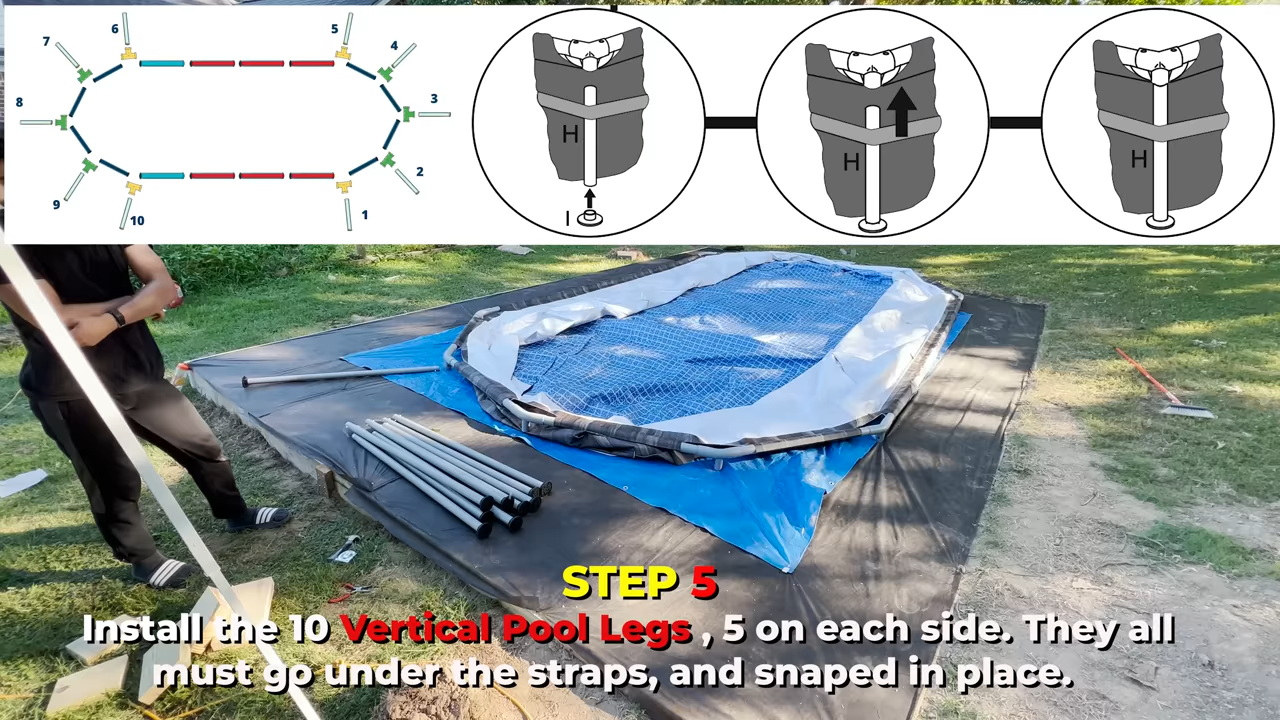 6
5
7
4
8
3
9
2
10
1
H
I
H
H
STEP 5
Install the 10 Vertical Pool Legs , 5 on each side. They all
must go under the straps, and snaped in place.